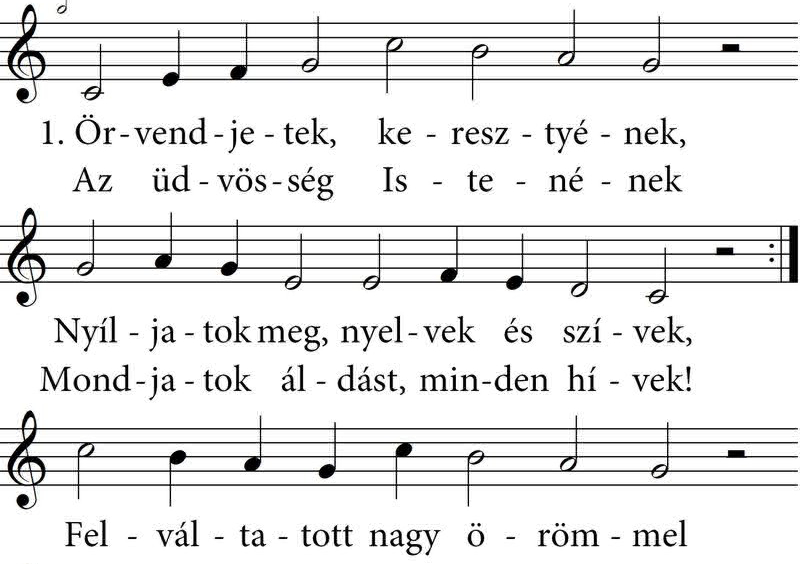 1. Ör-vend-je-tek, ke-resz-tyé-nek,
Az üd-vös-ség Is-te-né-nek
Nyíl-ja-tok meg, nyel-vek és szí-vek,
Mond-ja-tok ál-dást, min-den hí-vek!
Fel-vál-ta-tott nagy ö-röm-mel